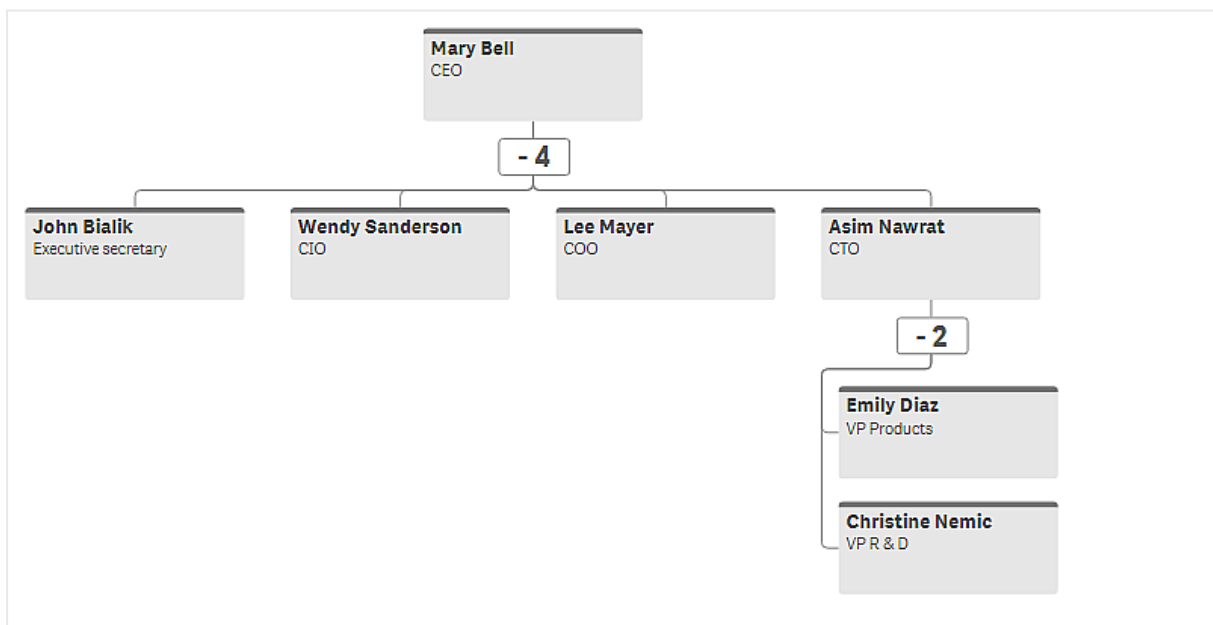 Mary Bell
CEO
- 4
John Bialik
Executive secretary
Wendy Sanderson
CIO
Lee Mayer
COO
Asim Nawrat
CTO
- 2
Emily Diaz
VP Products
Christine Nemic
VP R & D